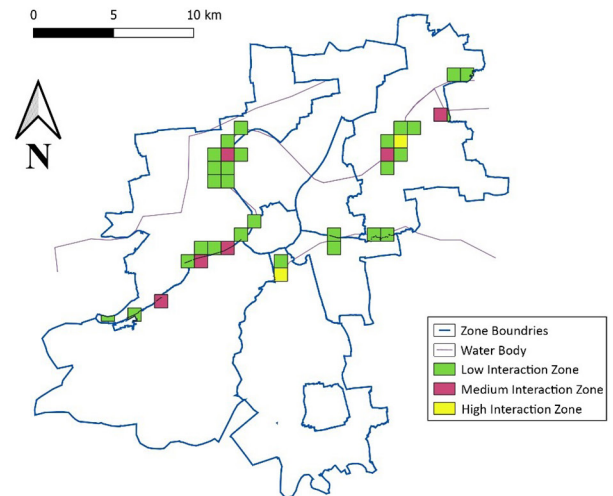 0 5 10 km
N
Zone Boundries
Water Body
Low Interaction Zone
Medium Interaction Zone
High Interaction Zone